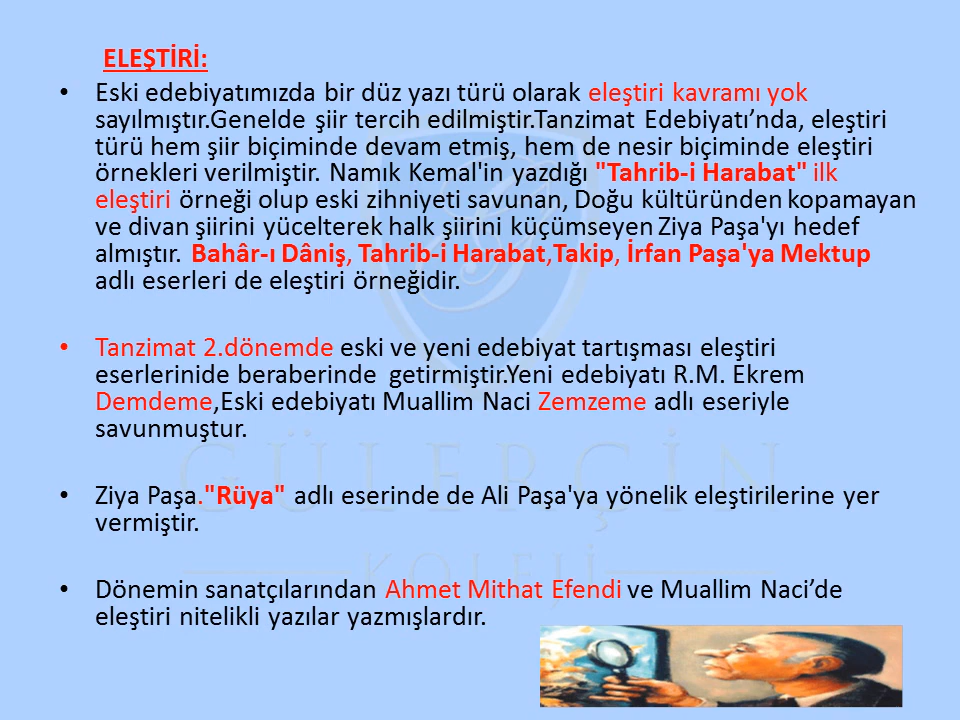 ELEŞTİRİ:
• Eski edebiyatımızda bir düz yazı türü olarak eleştiri kavramı yok
sayılmıştır.Genelde şiir tercih edilmiştir.Tanzimat Edebiyatı’nda, eleştiri
türü hem şiir biçiminde devam etmiş, hem de nesir biçiminde eleştiri
örnekleri verilmiştir. Namık Kemal'in yazdığı "Tahrib-i Harabat" ilk
eleştiri örneği olup eski zihniyeti savunan, Doğu kültüründen kopamayan
ve divan şiirini yücelterek halk şiirini küçümseyen Ziya Paşa'yı hedef
almıştır. Bahâr-ı Dâniş, Tahrib-i Harabat,Takip, İrfan Paşa'ya Mektup
adlı eserleri de eleştiri örneğidir.
• Tanzimat 2.dönemde eski ve yeni edebiyat tartışması eleştiri
eserlerinide beraberinde getirmiştir.Yeni edebiyatı R.M. Ekrem
Demdeme,Eski edebiyatı Muallim Naci Zemzeme adlı eseriyle
savunmuştur.
GÜLERÇİN
• Ziya Paşa."Rüya" adlı eserinde de Ali Paşa'ya yönelik eleştirilerine yer
vermiştir.
KOLEJİ
• Dönemin sanatçılarından Ahmet Mithat Efendi ve Muallim Naci’de
eleştiri nitelikli yazılar yazmışlardır.